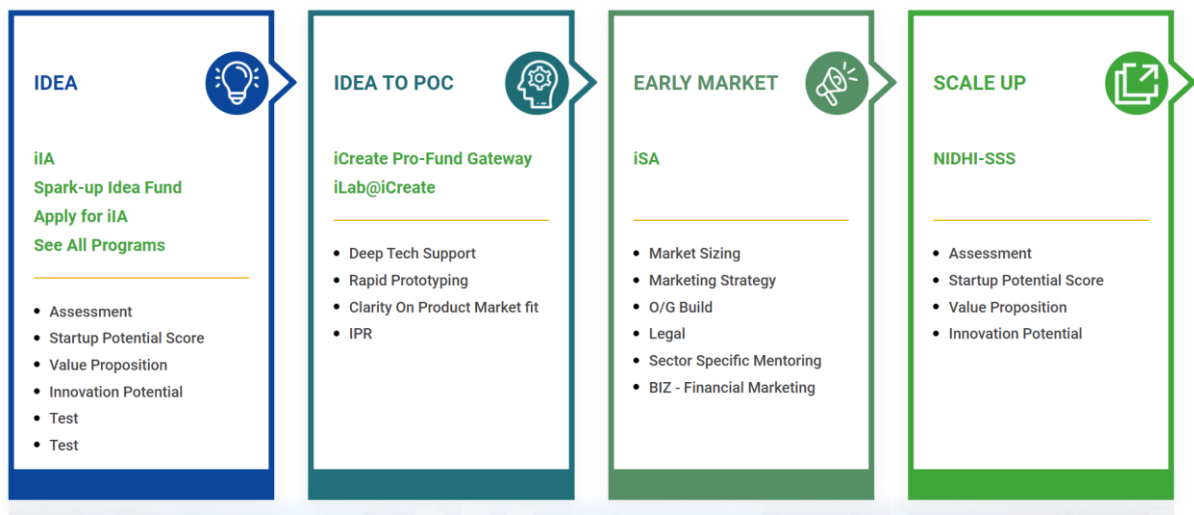 IDEA
iIA
Spark-up Idea Fund
Apply for iIA
See All Programs
Assessment
Startup Potential Score
Value Proposition
Innovation Potential
Test
Test
IDEA TO POC
iCreate Pro-Fund Gateway
iLab@iCreate
Deep Tech Support
Rapid Prototyping
Clarity On Product Market fit
IPR
EARLY MARKET
iSA
Market Sizing
Marketing Strategy
O/G Build
Legal
Sector Specific Mentoring
BIZ - Financial Marketing
SCALE UP
NIDHI-SSS
Assessment
Startup Potential Score
Value Proposition
Innovation Potential